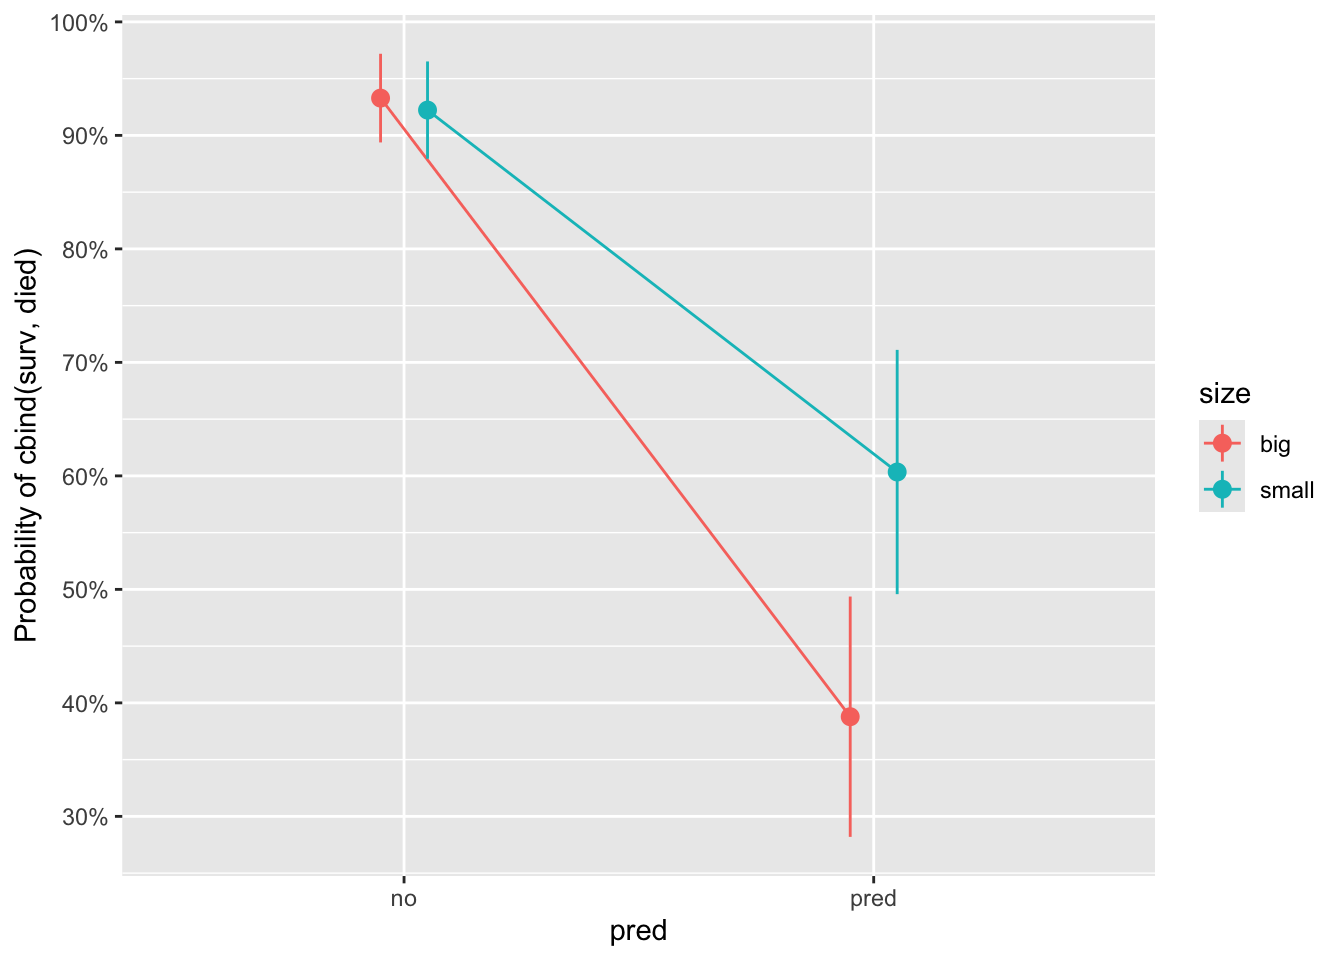 Probability of cbind(surv, died)
100%
90%
80%
70%
60%
50%
40%
30%
no
pred
pred
size
big
small